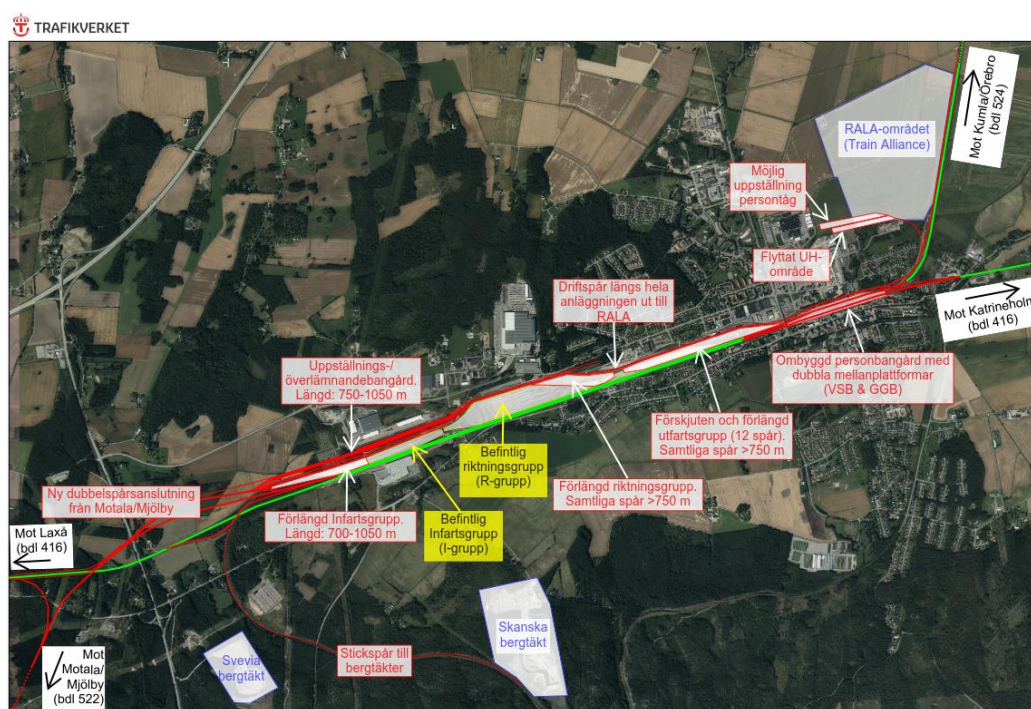 TRAFIKVERKET
Mot Kumla/Örebro
(bdl 524)
RALA-området
(Train Alliance)
Möjlig
uppställning
persontåg
Flyttat UH-
område
Driftspår längs hela
anläggningen ut till
RALA
Mot Katrineholm
(bdl 416)
Uppställnings-/
överlämnandebangård.
Längd: 750-1050 m
Ombyggd personbangård med
dubbla mellanplattformar
(VSB & GGB)
Förskjuten och förlängd
utfartsgrupp (12 spår).
Samtliga spår >750 m
Befintlig
riktningsgrupp
(R-grupp)
Förlängd riktningsgrupp.
Samtliga spår >750 m
Ny dubbelspårsanslutning
från Motala/Mjölby
Förlängd Infartsgrupp.
Längd: 700-1050 m
Befintlig
Infartsgrupp
(I-grupp)
Mot Laxå
(bdl 416)
Skanska
bergtäkt
Svevia
bergtäkt
Stickspår till
bergtäkter
Mot
Motala/
Mjölby
(bdl 522)